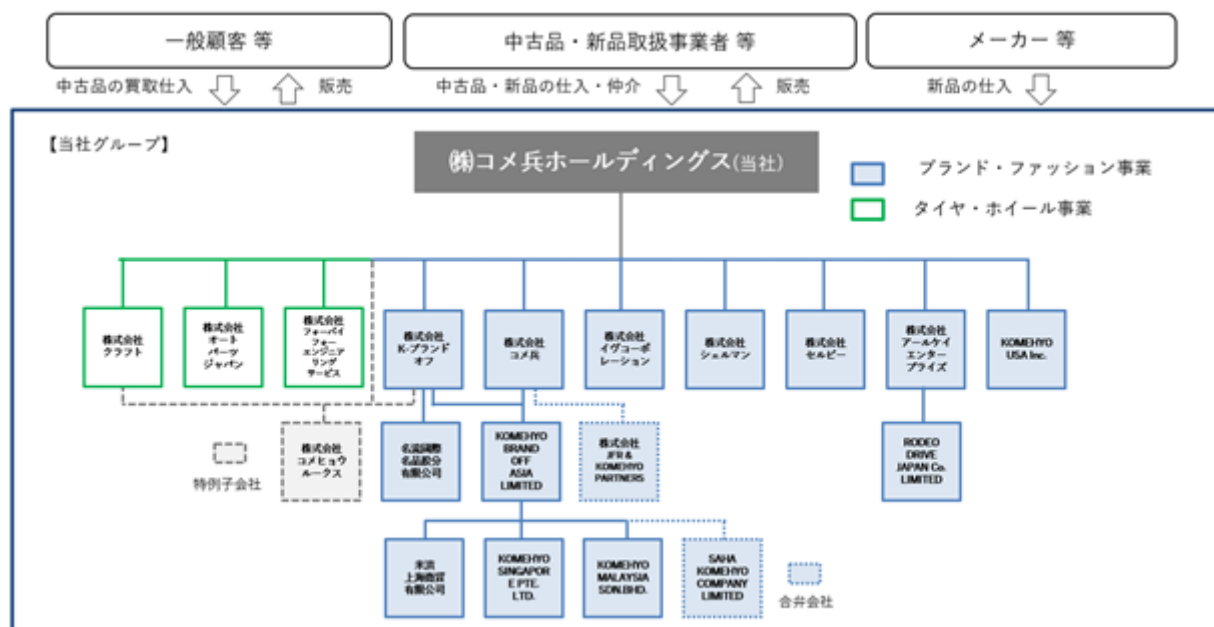 一般顧客 等
中古品・新品取扱事業者 等
メーカー 等
中古品の買取仕入
販売
中古品・新品の仕入・仲介
販売
新品の仕入
【当社グループ】
㈱コメ兵ホールディングス(当社)
ブランド・ファッション事業
タイヤ・ホイール事業
株式会社
クラフト
株式会社
オート
パーツ
ジャパン
株式会社
フォーバイ
フォー
エンジニア
リング
サービス
株式会社
K-ブランド
オフ
株式会社
コメ兵
株式会社
イヴコーポ
レーション
株式会社
シェルマン
株式会社
セルビー
株式会社
アールケイ
エンター
プライズ
KOMEHYO
USA Inc.
特例子会社
株式会社
コメヒョウ
ルークス
名流國際
名品股分
有限公司
KOMEHYO
BRAND
OFF
ASIA
LIMITED
株式会社
JFR &
KOMEHYO
PARTNERS
RODEO
DRIVE
JAPAN Co.
LIMITED
米濱
上海商貿
有限公司
KOMEHYO
SINGAPOR
E PTE.
LTD.
KOMEHYO
MALAYSIA
SDN.BHD.
SAHA
KOMEHYO
COMPANY
LIMITED
合弁会社